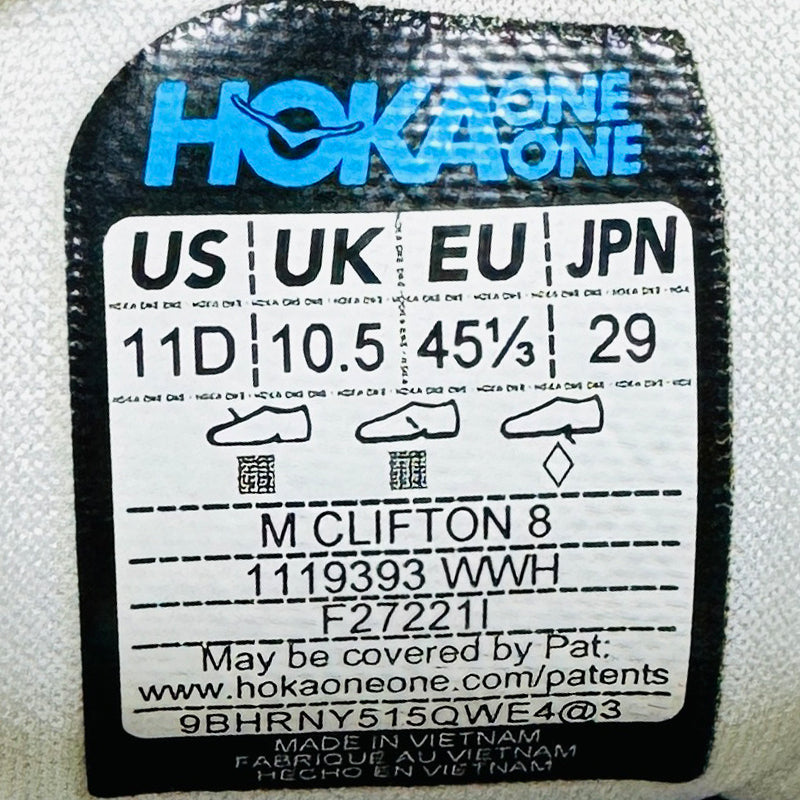 HOKA ONE ONE
US UK EU JPN
11D 10.5 45⅓ 29
M CLIFTON 8
1119393 WWH
F27221I
May be covered by Pat:
www.hokaoneone.com/patents
9BHRNY515QWE4@3
MADE IN VIETNAM
FABRIQUÉ AU VIETNAM
HECHO EN VIETNAM